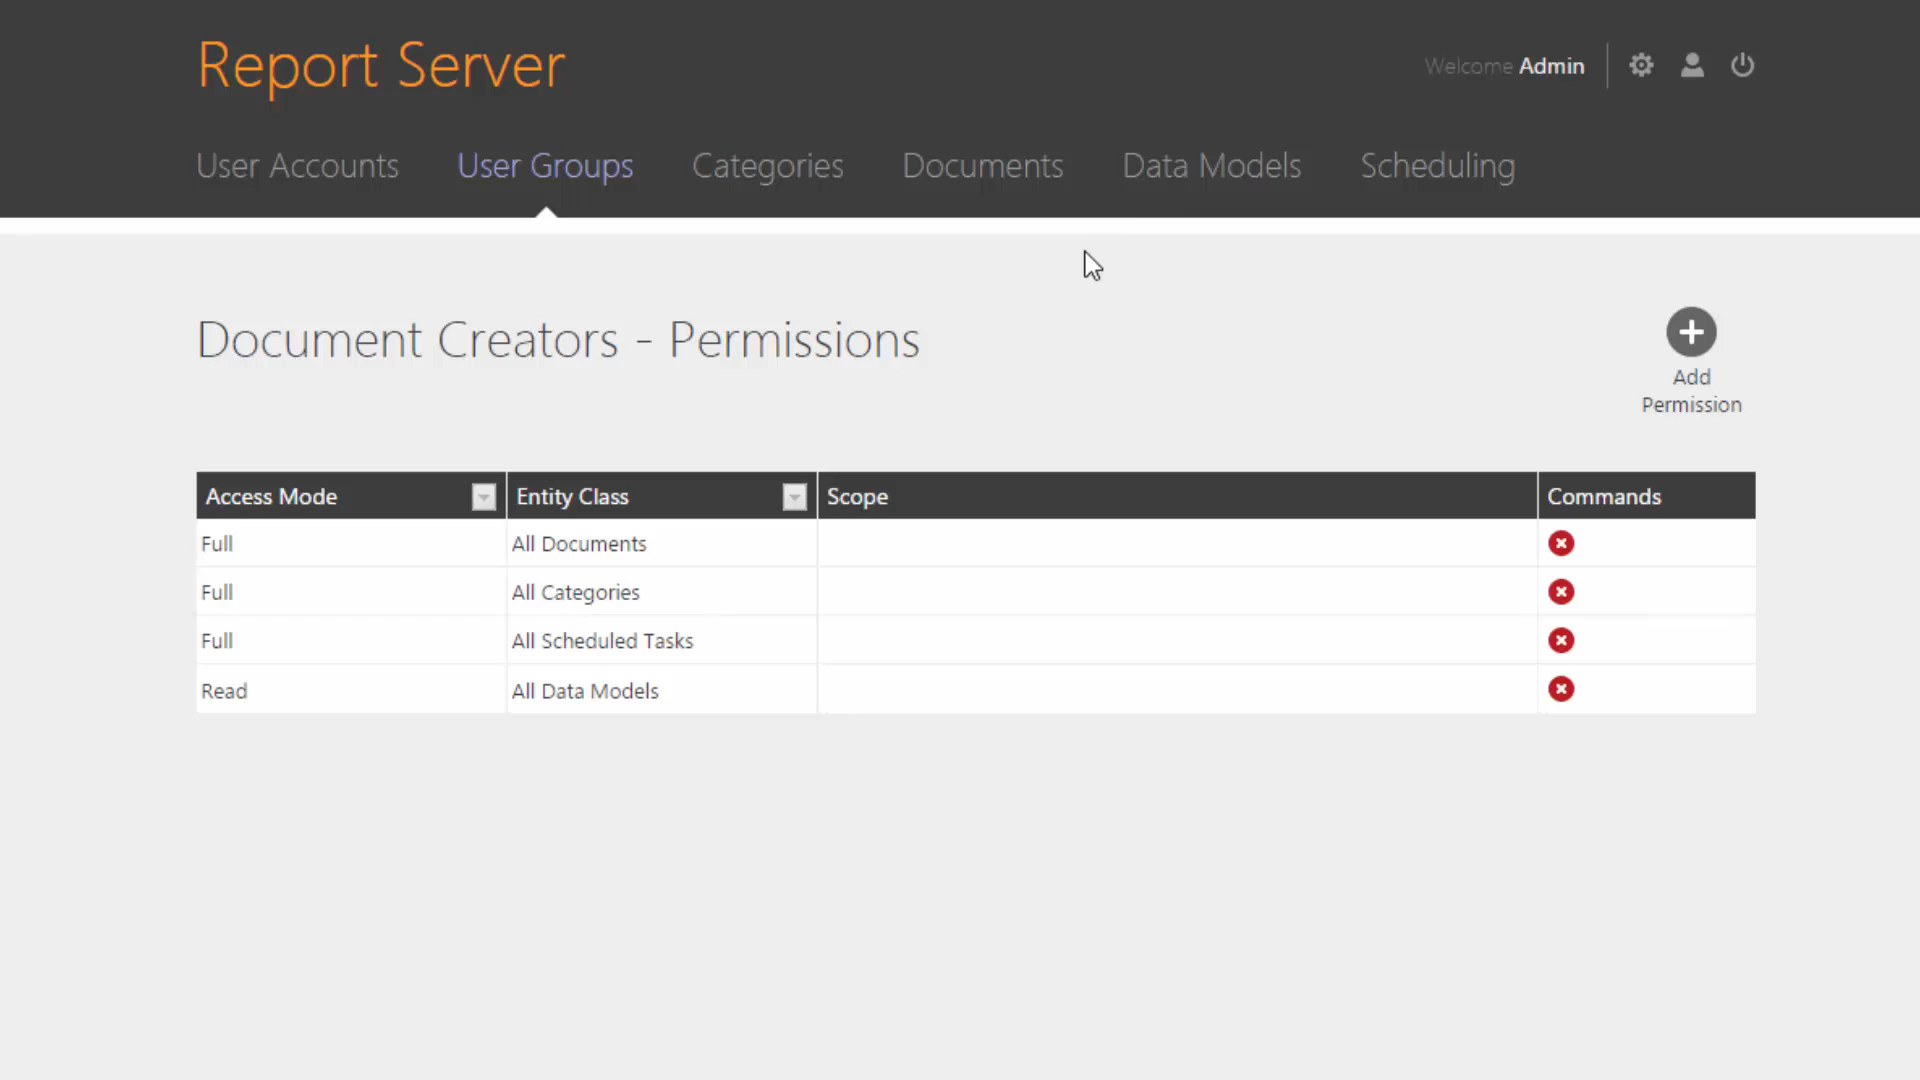 Report Server
Welcome Admin
User Accounts User Groups Categories Documents Data Models Scheduling
Document Creators - Permissions
Add
Permission
Access Mode Entity Class Scope Commands
Full All Documents
Full All Categories
Full All Scheduled Tasks
Read All Data Models